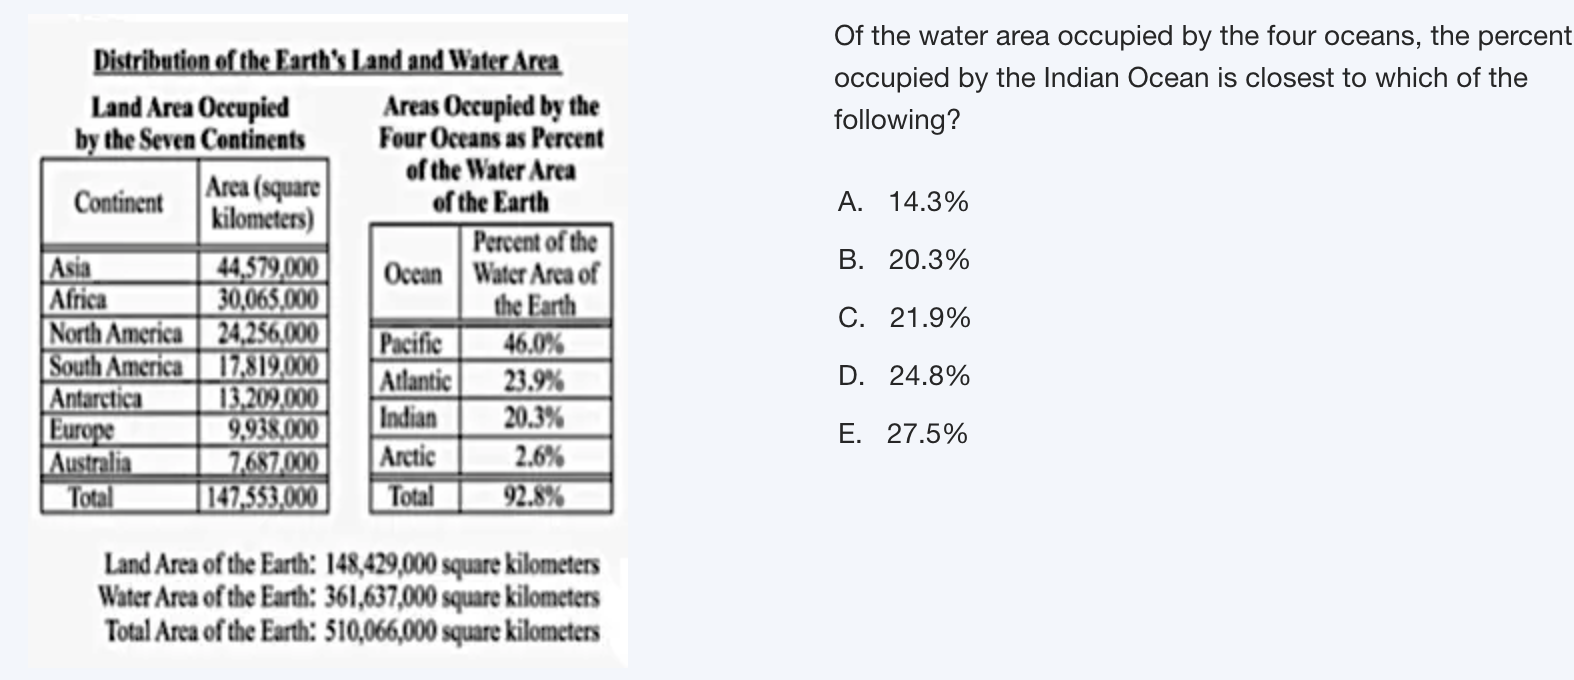 Distribution of the Earth's Land and Water Area
Land Area Occupied
by the Seven Continents
Continent
Area (square
kilometers)
Asia 44,579,000
Africa 30,065,000
North America 24,256,000
South America 17,819,000
Antarctica 13,209,000
Europe 9,938,000
Australia 7,687,000
Total 147,553,000
Areas Occupied by the
Four Oceans as Percent
of the Water Area
of the Earth
Ocean
Percent of the
Water Area of
the Earth
Pacific 46.0%
Atlantic 23.9%
Indian 20.3%
Arctic 2.6%
Total 92.8%
Land Area of the Earth: 148,429,000 square kilometers
Water Area of the Earth: 361,637,000 square kilometers
Total Area of the Earth: 510,066,000 square kilometers
Of the water area occupied by the four oceans, the percent
occupied by the Indian Ocean is closest to which of the
following?
A. 14.3%
B. 20.3%
C. 21.9%
D. 24.8%
E. 27.5%